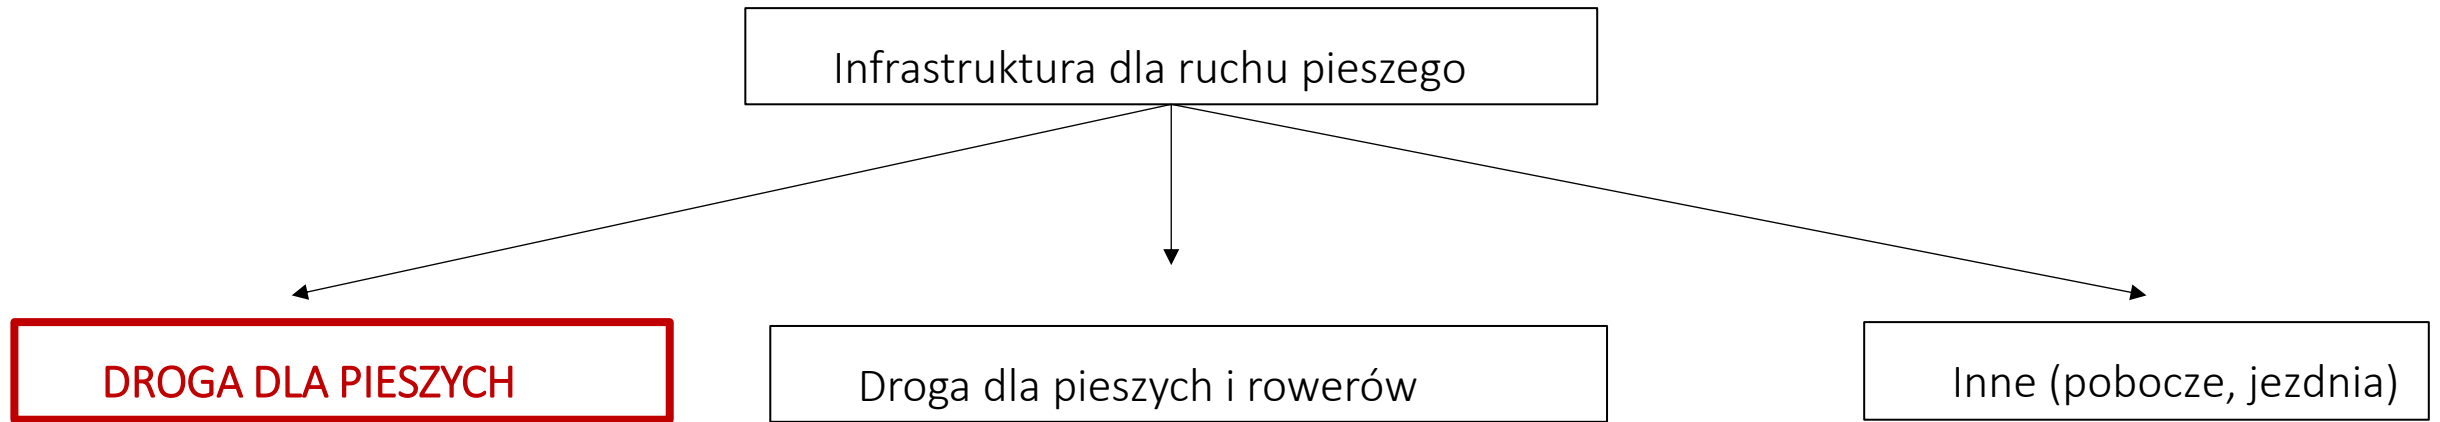 Infrastruktura dla ruchu pieszego
DROGA DLA PIESZYCH
Droga dla pieszych i rowerów
Inne (pobocze, jezdnia)